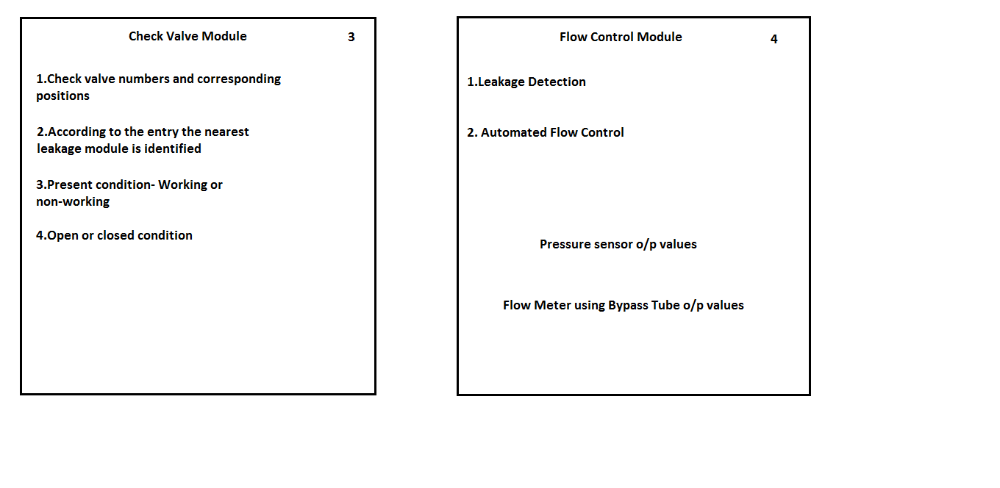 Check Valve Module 3
1.Check valve numbers and corresponding
positions
2.According to the entry the nearest
leakage module is identified
3.Present condition- Working or
non-working
4.Open or closed condition
Flow Control Module 4
1.Leakage Detection
2. Automated Flow Control
Pressure sensor o/p values
Flow Meter using Bypass Tube o/p values